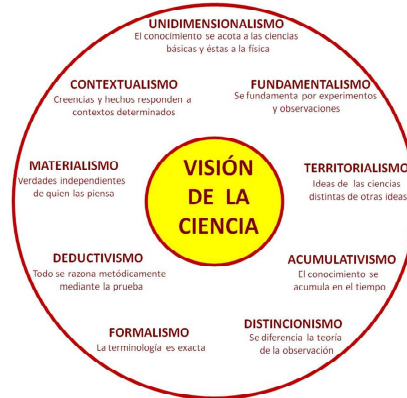 UNIDIMENSIONALISMO
El conocimiento se acota a las ciencias
básicas y éstas a la física
CONTEXTUALISMO
Creencias y hechos responden a
contextos determinados
FUNDAMENTALISMO
Se fundamenta por experimentos
y observaciones
MATERIALISMO
Verdades independientes
de quien las piensa
VISIÓN
DE LA
CIENCIA
TERRITORIALISMO
Ideas de las ciencias
distintas de otras ideas
DEDUCTIVISMO
Todo se razona metódicamente
mediante la prueba
ACUMULATIVISMO
El conocimiento se
acumula en el tiempo
FORMALISMO
La terminología es exacta
DISTINCIONISMO
Se diferencia la teoría
de la observación